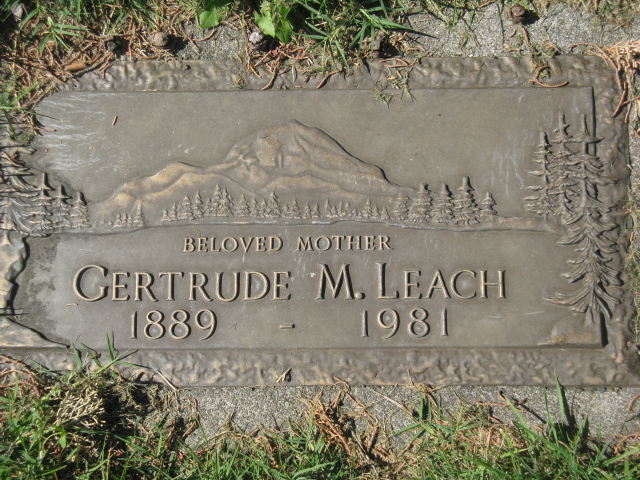 BELOVED MOTHER
GERTRUDE M. LEACH
1889 - 1981